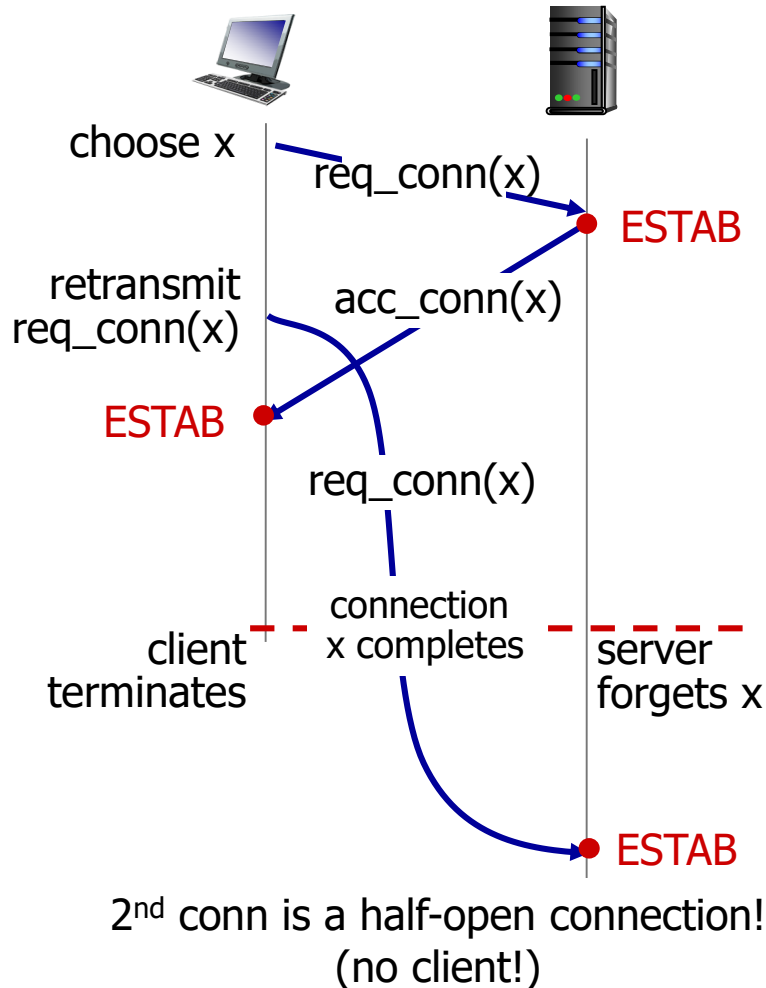 choose x
req_conn(x)
ESTAB
retransmit
req_conn(x)
acc_conn(x)
ESTAB
req_conn(x)
connection
x completes
client
terminates
server
forgets x
ESTAB
2nd conn is a half-open connection!
(no client!)